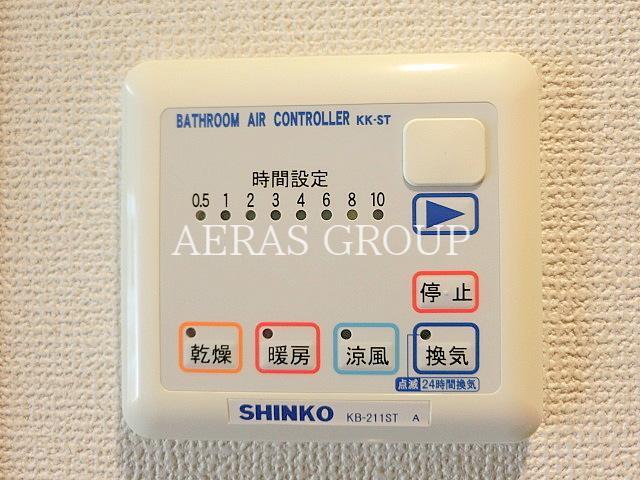 BATHROOM AIR CONTROLLER KK-ST
時間設定
0.5 1 2 3 4 6 8 10
AERAS GROUP
停止
乾燥 暖房 涼風 換気
点滅 24時間換気
SHINKO KB-211ST A